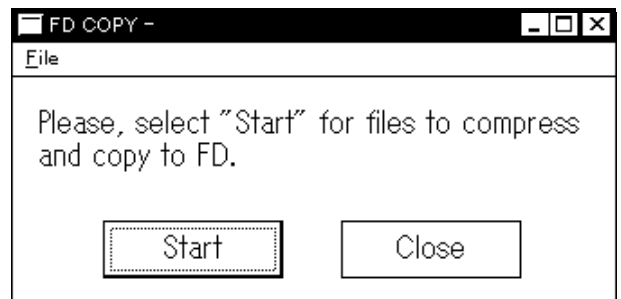 FD COPY -
File
Please, select "Start" for files to compress
and copy to FD.
Start
Close